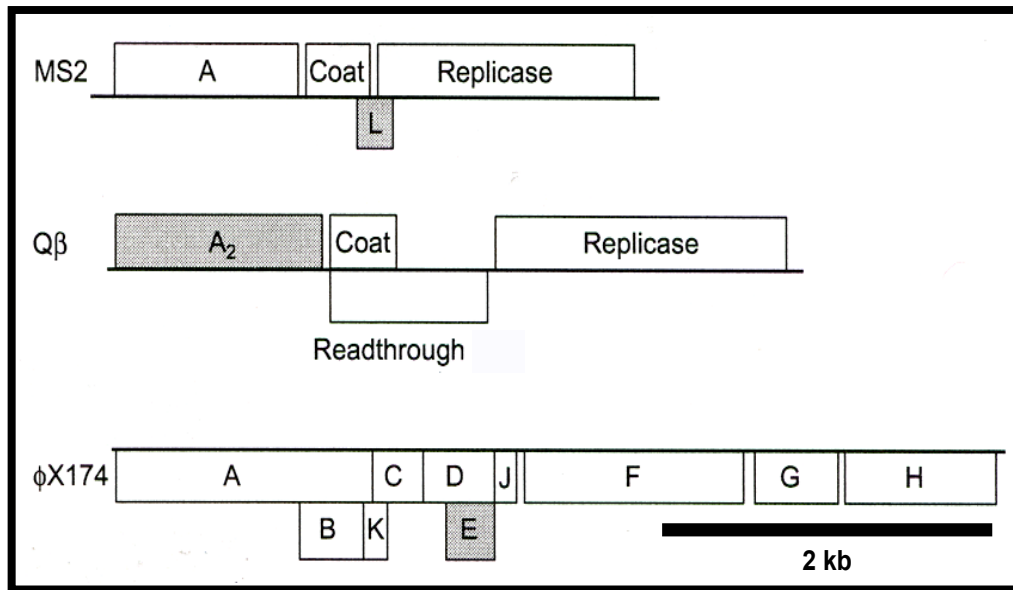 MS2 A Coat Replicase
L
Qβ A₂ Coat Replicase
Readthrough
ϕX174 A C D J F G H
B K E
2 kb